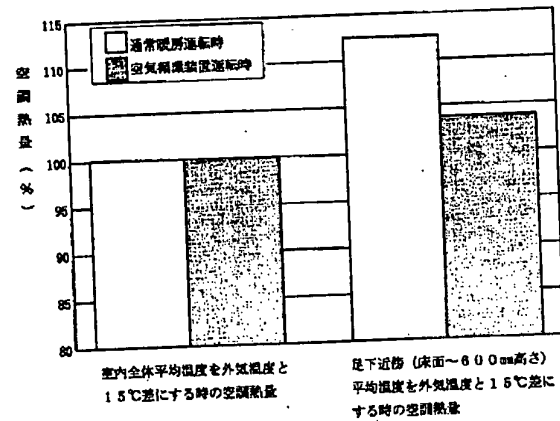 115
110
105
100
95
90
85
80
空調熱量(%)
通常暖房運転時
空気循環装置運転時
室内全体平均温度を外気温度と
15℃差にする時の空調熱量
足下近傍(床面~600mm高さ)
平均温度を外気温度と15℃差に
する時の空調熱量